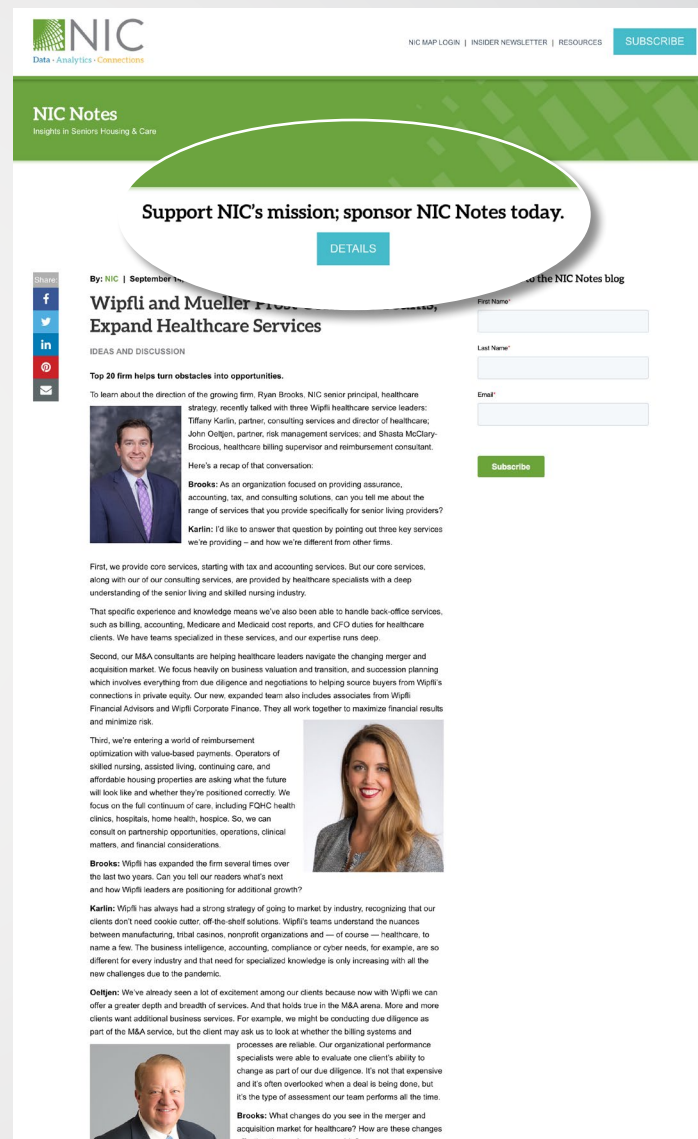 NIC
Data • Analytics • Connections
NIC MAP LOGIN | INSIDER NEWSLETTER | RESOURCES
SUBSCRIBE
NIC Notes
Insights in Seniors Housing & Care
Support NIC's mission; sponsor NIC Notes today.
DETAILS
Share:
By: NIC | September
Wipfli and Mueller
Expand Healthcare Services
IDEAS AND DISCUSSION
Top 20 firm helps turn obstacles into opportunities.
To learn about the direction of the growing firm, Ryan Brooks, NIC senior principal, healthcare
strategy, recently talked with three Wipfli healthcare service leaders:
Tiffany Karlin, partner, consulting services and director of healthcare;
John Oeltjen, partner, risk management services; and Shasta McClary-
Brocious, healthcare billing supervisor and reimbursement consultant.
Here's a recap of that conversation:
Brooks: As an organization focused on providing assurance,
accounting, tax, and consulting solutions, can you tell me about the
range of services that you provide specifically for senior living providers?
Karlin: I'd like to answer that question by pointing out three key services
we're providing – and how we're different from other firms.
First, we provide core services, starting with tax and accounting services. But our core services,
along with our of our consulting services, are provided by healthcare specialists with a deep
understanding of the senior living and skilled nursing industry.
That specific experience and knowledge means we've also been able to handle back-office services,
such as billing, accounting, Medicare and Medicaid cost reports, and CFO duties for healthcare
clients. We have teams specialized in these services, and our expertise runs deep.
Second, our M&A consultants are helping healthcare leaders navigate the changing merger and
acquisition market. We focus heavily on business valuation and transition, and succession planning
which involves everything from due diligence and negotiations to helping source buyers from Wipfli's
connections in private equity. Our new, expanded team also includes associates from Wipfli
Financial Advisors and Wipfli Corporate Finance. They all work together to maximize financial results
and minimize risk.
Third, we're entering a world of reimbursement
optimization with value-based payments. Operators of
skilled nursing, assisted living, continuing care, and
affordable housing properties are asking what the future
will look like and whether they're positioned correctly. We
focus on the full continuum of care, including FQHC health
clinics, hospitals, home health, hospice. So, we can
consult on partnership opportunities, operations, clinical
matters, and financial considerations.
Brooks: Wipfli has expanded the firm several times over
the last two years. Can you tell our readers what's next
and how Wipfli leaders are positioning for additional growth?
Karlin: Wipfli has always had a strong strategy of going to market by industry, recognizing that our
clients don't need cookie cutter, off-the-shelf solutions. Wipfli's teams understand the nuances
between manufacturing, tribal casinos, nonprofit organizations and — of course — healthcare, to
name a few. The business intelligence, accounting, compliance or cyber needs, for example, are so
different for every industry and that need for specialized knowledge is only increasing with all the
new challenges due to the pandemic.
Oeltjen: We've already seen a lot of excitement among our clients because now with Wipfli we can
offer a greater depth and breadth of services. And that holds true in the M&A arena. More and more
clients want additional business services. For example, we might be conducting due diligence as
part of the M&A service, but the client may ask us to look at whether the billing systems and
processes are reliable. Our organizational performance
specialists were able to evaluate one client's ability to
change as part of our due diligence. It's not that expensive
and it's often overlooked when a deal is being done, but
it's the type of assessment our team performs all the time.
Brooks: What changes do you see in the merger and
acquisition market for healthcare? How are these changes
the NIC Notes blog
First Name*
Last Name*
Email*
Subscribe